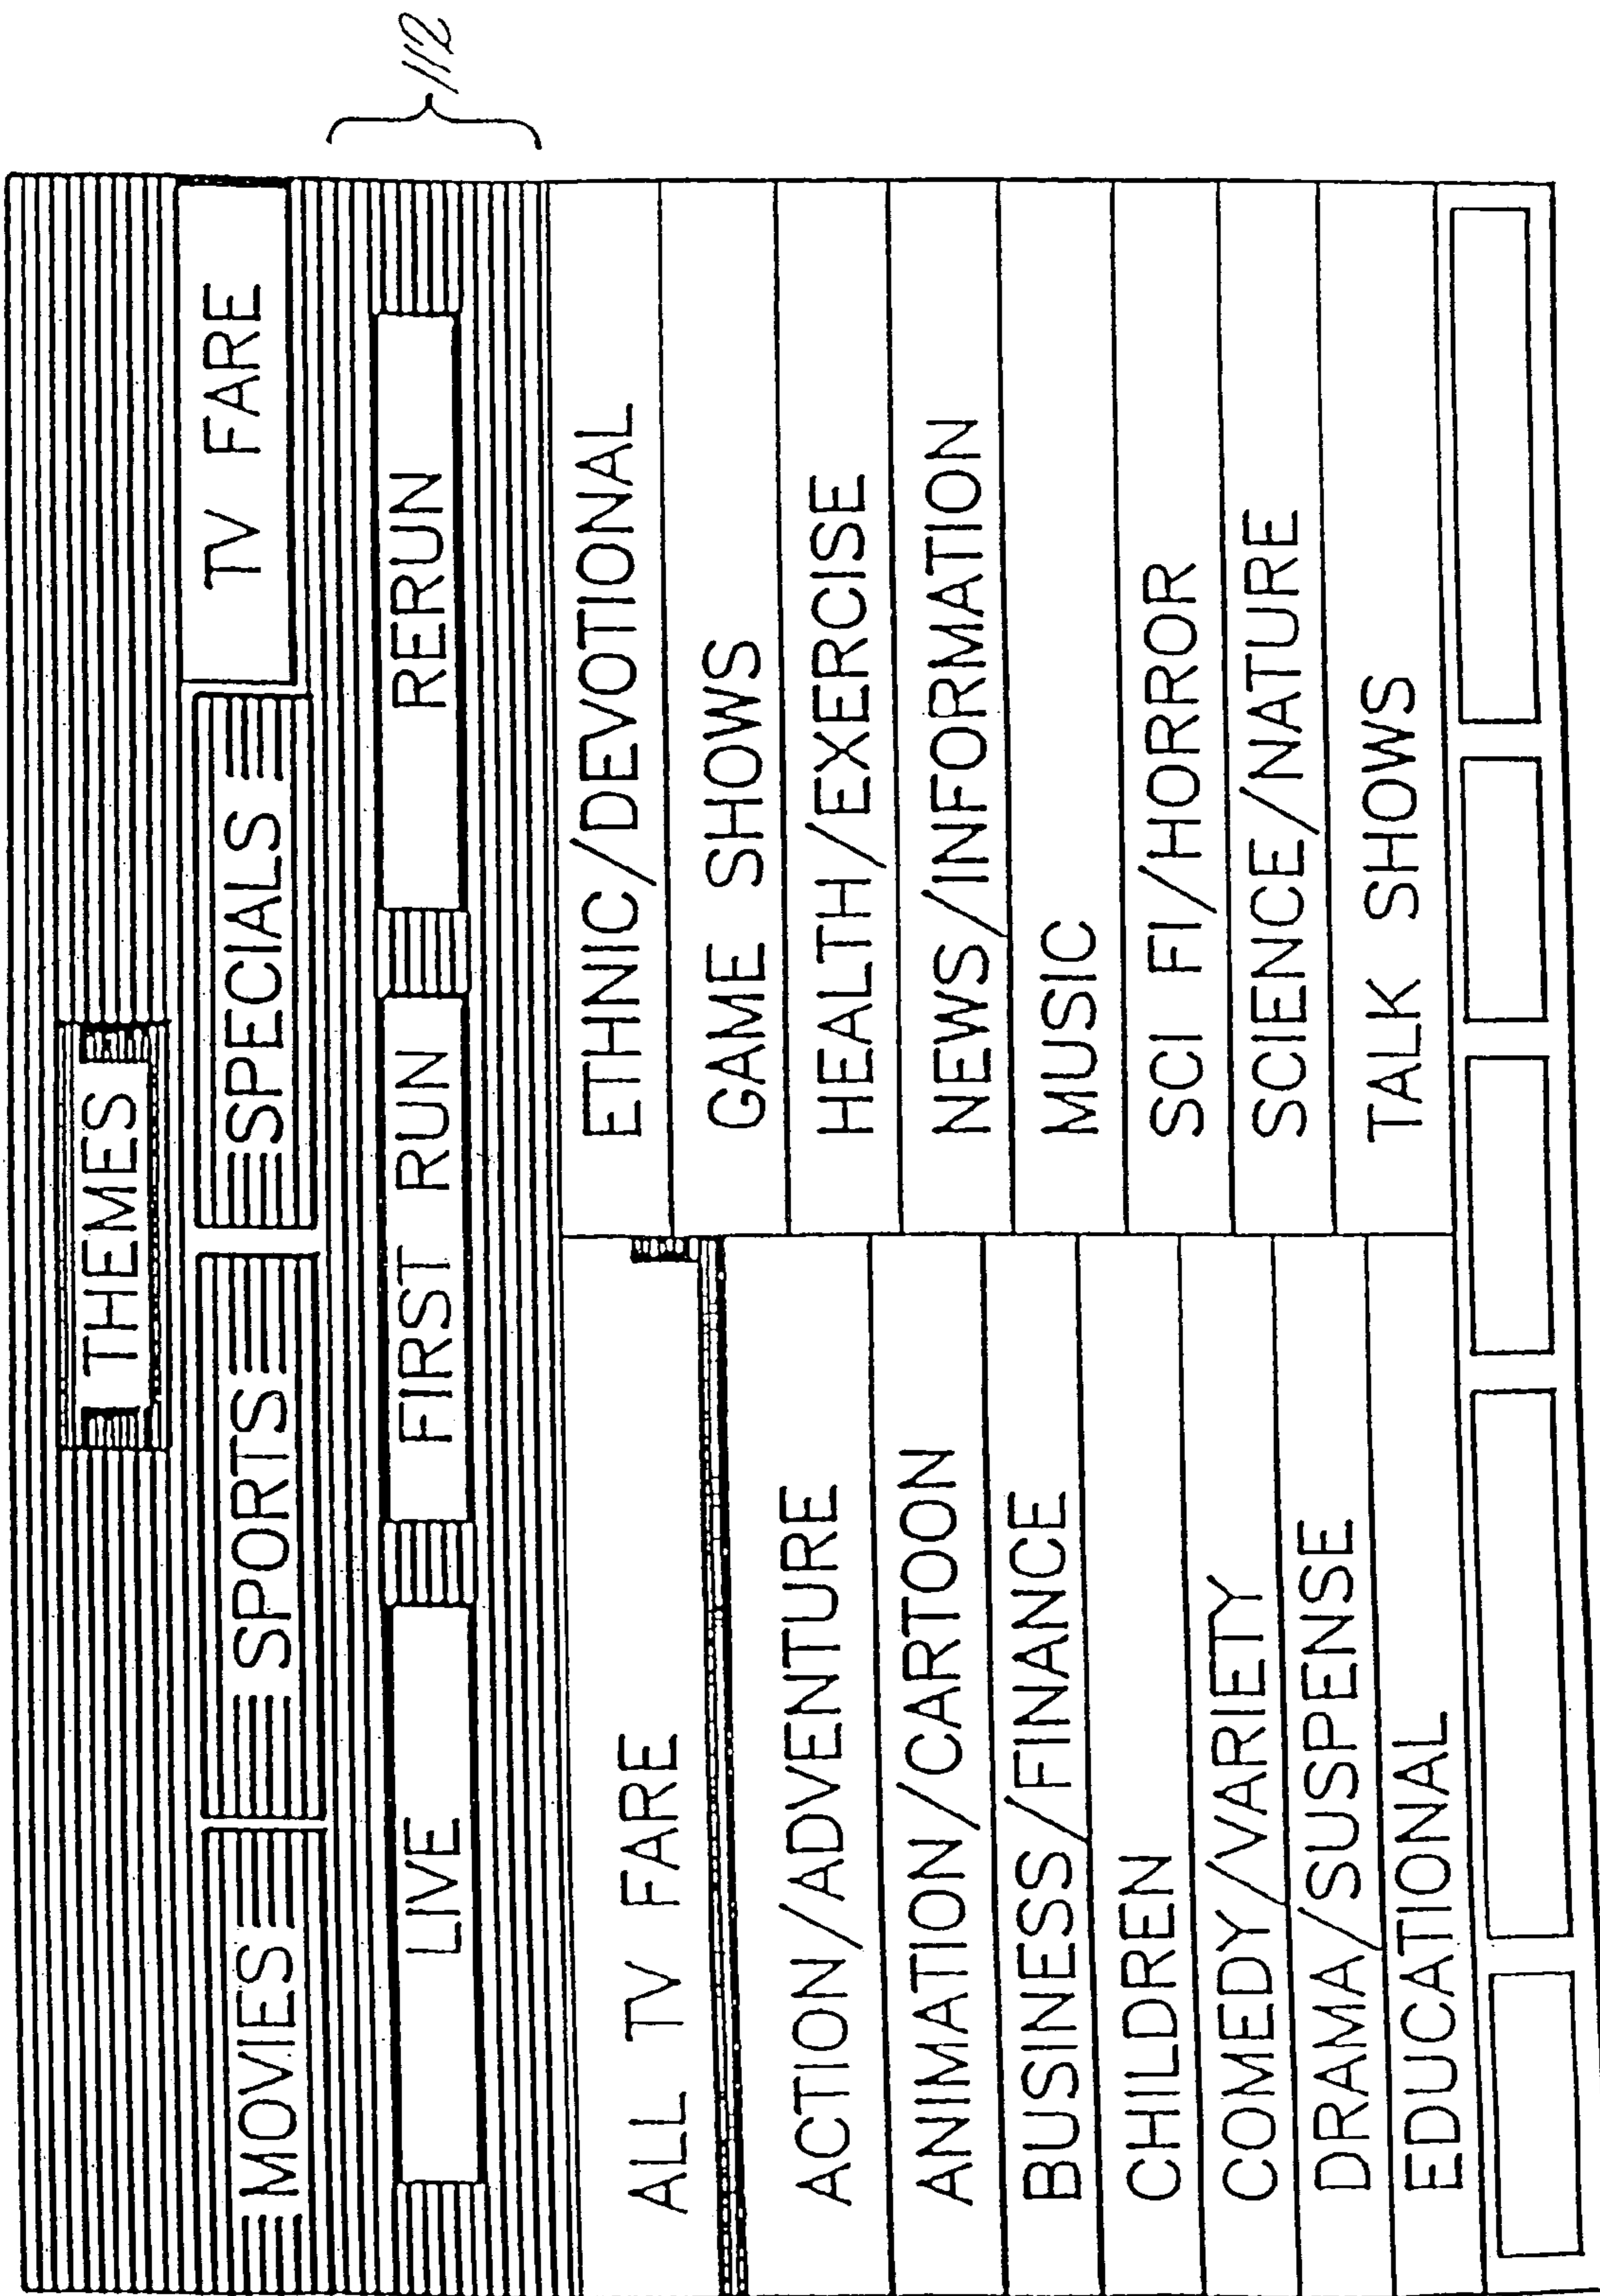 THEMES
MOVIES SPORTS SPECIALS TV FARE
LIVE FIRST RUN RERUN
112
ALL TV FARE
ACTION/ADVENTURE
ANIMATION/CARTOON
BUSINESS/FINANCE
CHILDREN
COMEDY/VARIETY
DRAMA/SUSPENSE
EDUCATIONAL
ETHNIC/DEVOTIONAL
GAME SHOWS
HEALTH/EXERCISE
NEWS/INFORMATION
MUSIC
SCI FI/HORROR
SCIENCE/NATURE
TALK SHOWS